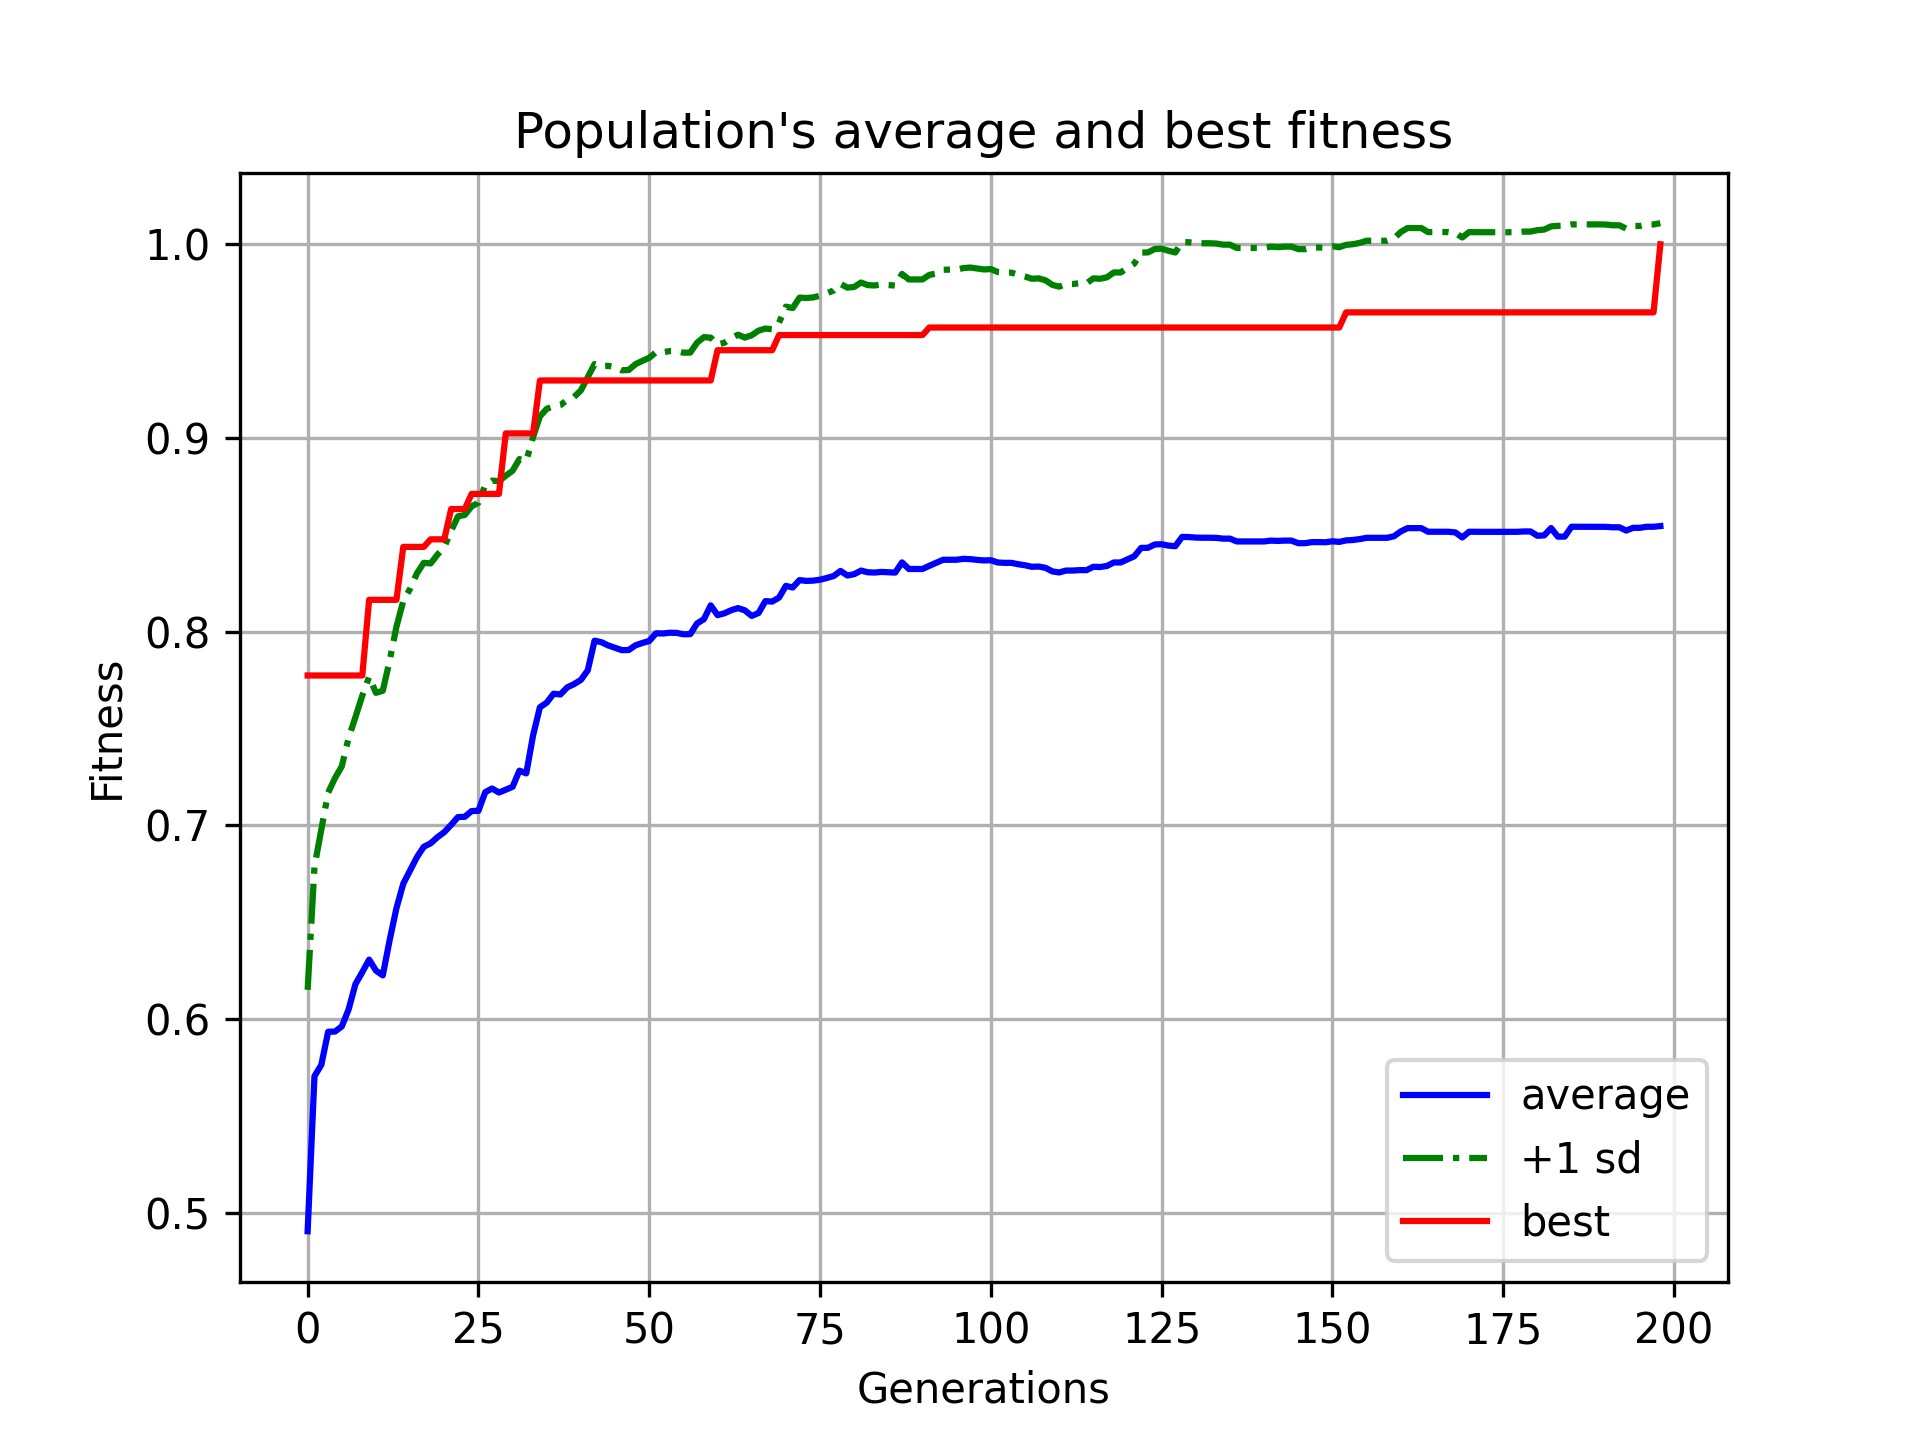 Population's average and best fitness
1.0
0.9
0.8
0.7
0.6
0.5
Fitness
average
+1 sd
best
0 25 50 75 100 125 150 175 200
Generations